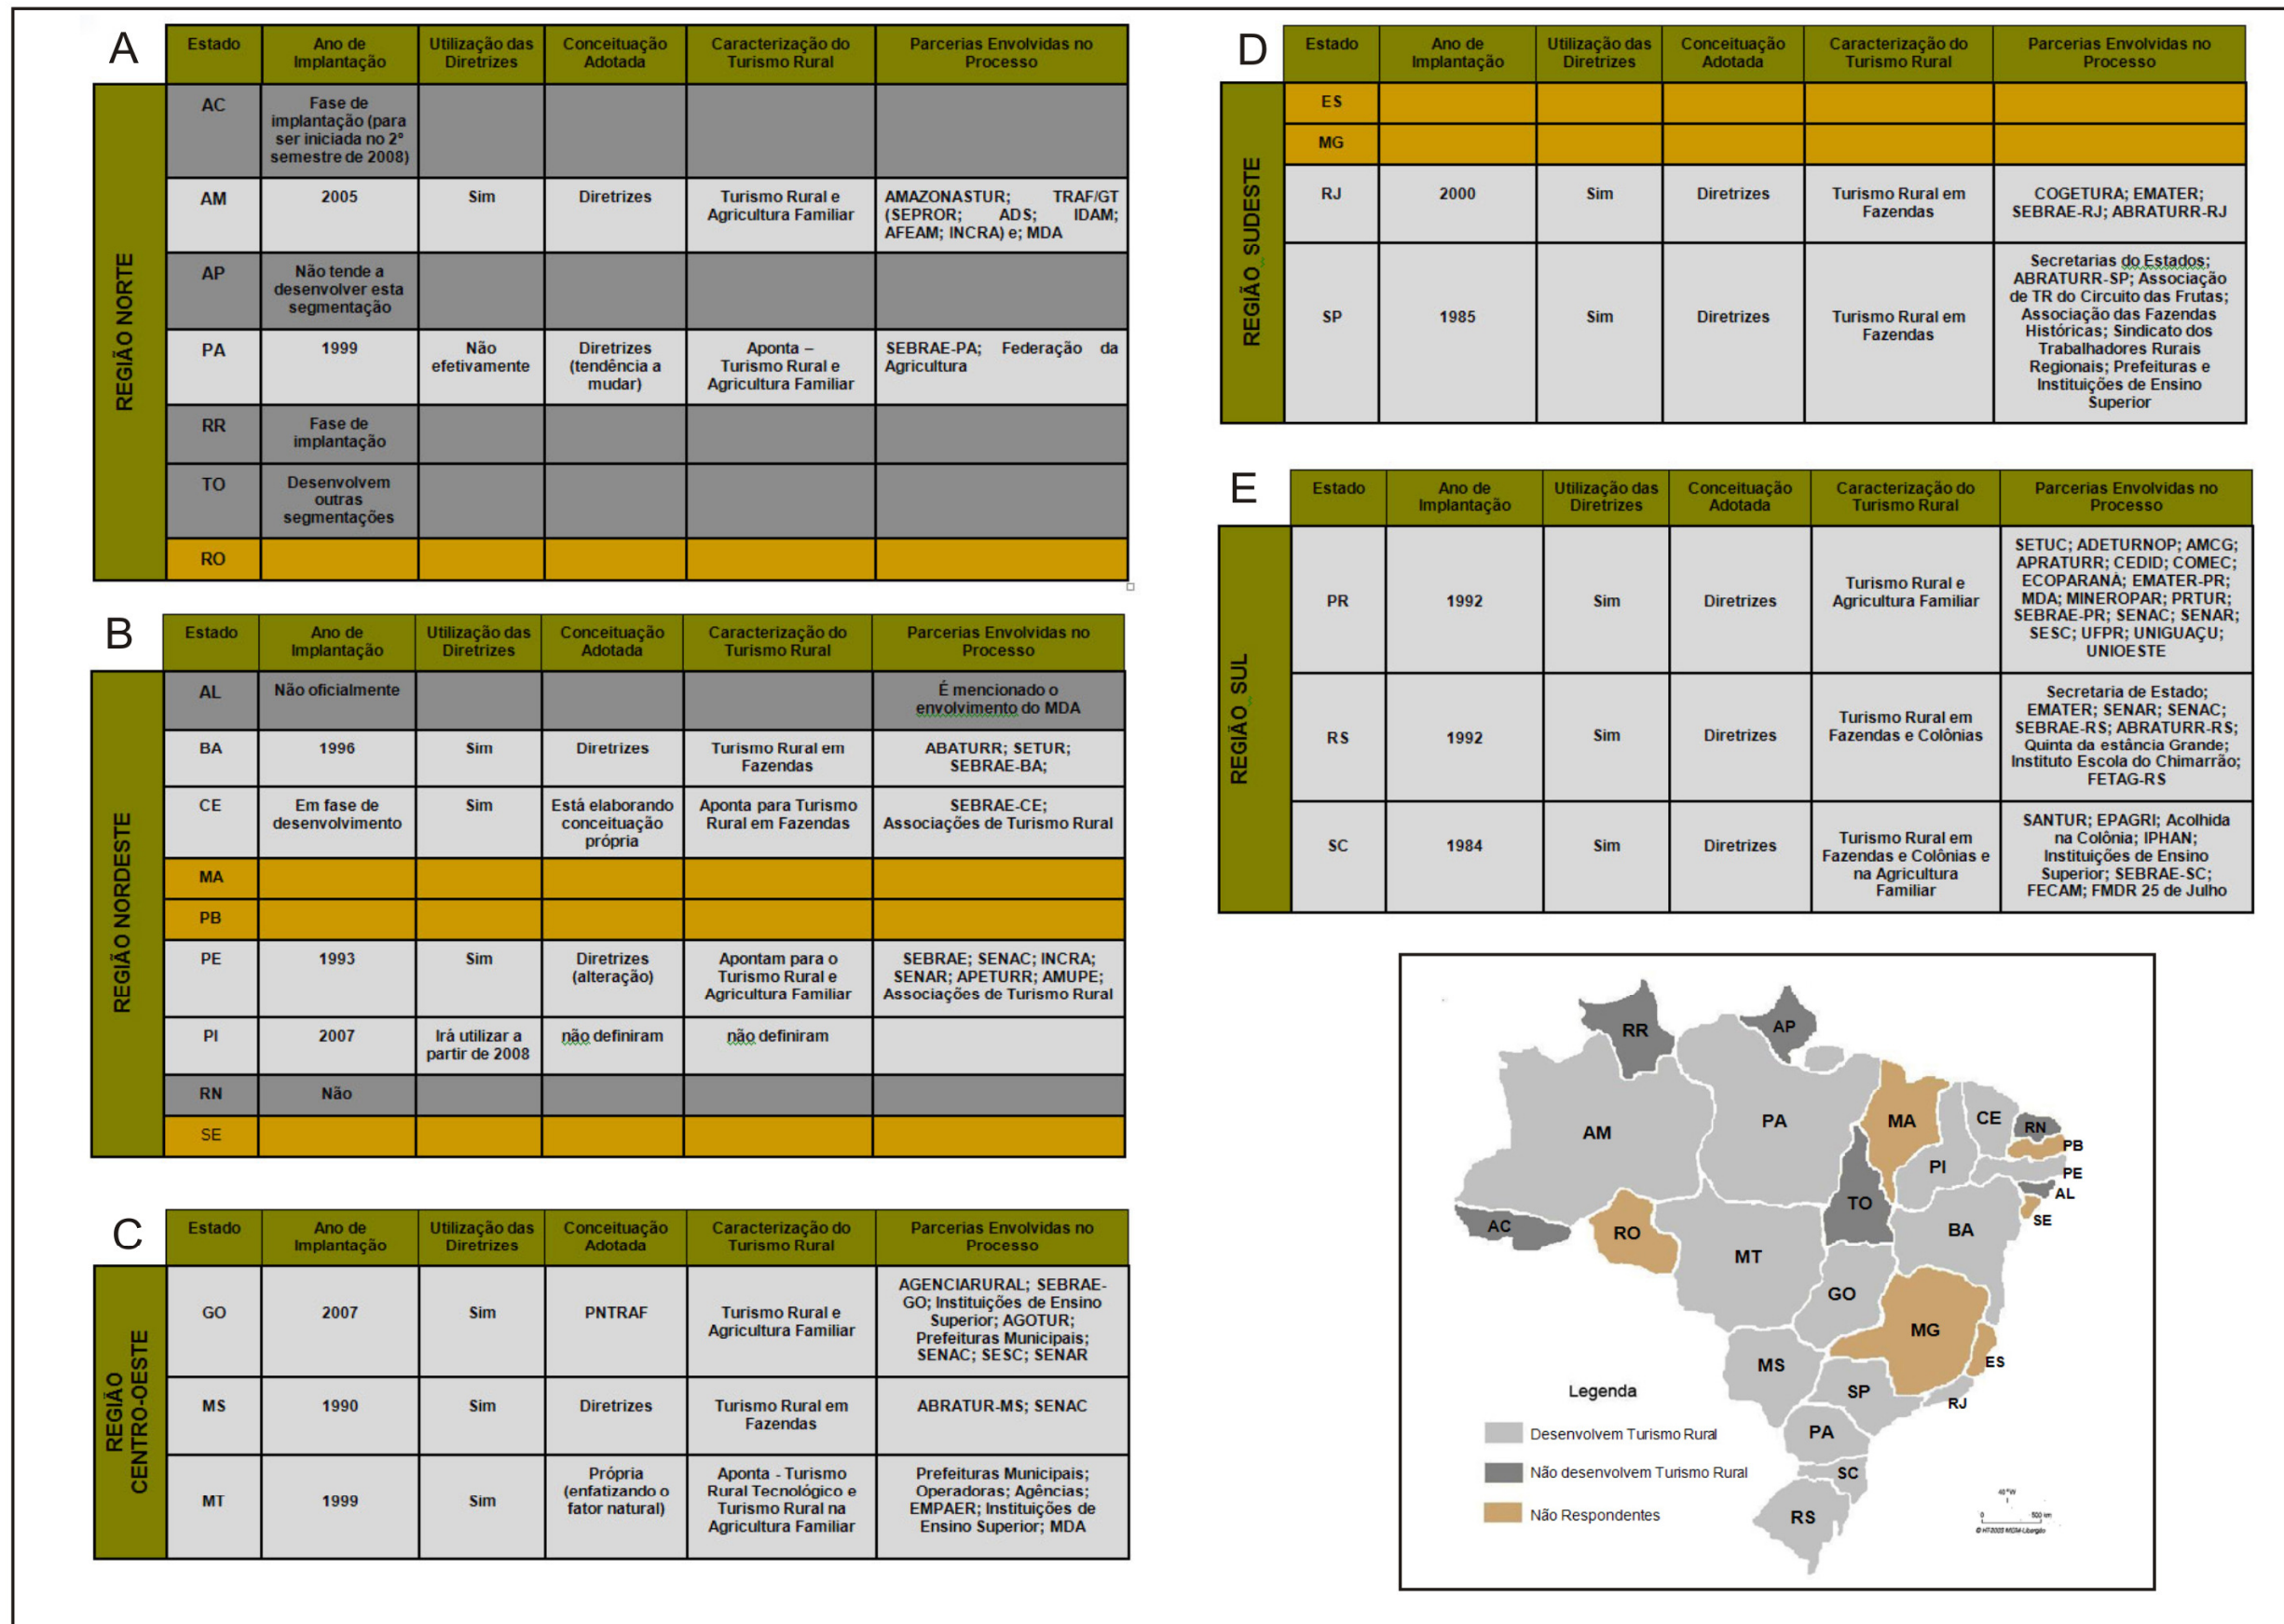 A
Estado
Ano de
Implantação
Utilização das
Diretrizes
Conceituação
Adotada
Caracterização do
Turismo Rural
Parcerias Envolvidas no
Processo
REGIÃO NORTE
AC
Fase de
implantação (para
ser iniciada no 2º
semestre de 2008)
AM
2005
Sim
Diretrizes
Turismo Rural e
Agricultura Familiar
AMAZONASTUR; TRAF/GT
(SEPROR; ADS; IDAM;
AFEAM; INCRA) e; MDA
AP
Não tende a
desenvolver esta
segmentação
PA
1999
Não
efetivamente
Diretrizes
(tendência a
mudar)
Aponta –
Turismo Rural e
Agricultura Familiar
SEBRAE-PA; Federação da
Agricultura
RR
Fase de
implantação
TO
Desenvolvem
outras
segmentações
RO
B
Estado
Ano de
Implantação
Utilização das
Diretrizes
Conceituação
Adotada
Caracterização do
Turismo Rural
Parcerias Envolvidas no
Processo
REGIÃO NORDESTE
AL
Não oficialmente
É mencionado o
envolvimento do MDA
BA
1996
Sim
Diretrizes
Turismo Rural em
Fazendas
ABATURR; SETUR;
SEBRAE-BA;
CE
Em fase de
desenvolvimento
Sim
Está elaborando
conceituação
própria
Aponta para Turismo
Rural em Fazendas
SEBRAE-CE;
Associações de Turismo Rural
MA
PB
PE
1993
Sim
Diretrizes
(alteração)
Apontam para o
Turismo Rural e
Agricultura Familiar
SEBRAE; SENAC; INCRA;
SENAR; APETURR; AMUPE;
Associações de Turismo Rural
PI
2007
Irá utilizar a
partir de 2008
não definiram
não definiram
RN
Não
SE
C
Estado
Ano de
Implantação
Utilização das
Diretrizes
Conceituação
Adotada
Caracterização do
Turismo Rural
Parcerias Envolvidas no
Processo
REGIÃO
CENTRO-OESTE
GO
2007
Sim
PNTRAF
Turismo Rural e
Agricultura Familiar
AGENCIARURAL; SEBRAE-
GO; Instituições de Ensino
Superior; AGOTUR;
Prefeituras Municipais;
SENAC; SESC; SENAR
MS
1990
Sim
Diretrizes
Turismo Rural em
Fazendas
ABRATUR-MS; SENAC
MT
1999
Sim
Própria
(enfatizando o
fator natural)
Aponta - Turismo
Rural Tecnológico e
Turismo Rural na
Agricultura Familiar
Prefeituras Municipais;
Operadoras; Agências;
EMPAER; Instituições de
Ensino Superior; MDA
D
Estado
Ano de
Implantação
Utilização das
Diretrizes
Conceituação
Adotada
Caracterização do
Turismo Rural
Parcerias Envolvidas no
Processo
REGIÃO SUDESTE
ES
MG
RJ
2000
Sim
Diretrizes
Turismo Rural em
Fazendas
COGETURA; EMATER;
SEBRAE-RJ; ABRATURR-RJ
SP
1985
Sim
Diretrizes
Turismo Rural em
Fazendas
Secretarias do Estados;
ABRATURR-SP; Associação
de TR do Circuito das Frutas;
Associação das Fazendas
Históricas; Sindicato dos
Trabalhadores Rurais
Regionais; Prefeituras e
Instituições de Ensino
Superior
E
Estado
Ano de
Implantação
Utilização das
Diretrizes
Conceituação
Adotada
Caracterização do
Turismo Rural
Parcerias Envolvidas no
Processo
REGIÃO SUL
PR
1992
Sim
Diretrizes
Turismo Rural e
Agricultura Familiar
SETUC; ADETURNOP; AMCG;
APRATURR; CEDID; COMEC;
ECOPARANÁ; EMATER-PR;
MDA; MINEROPAR; PRTUR;
SEBRAE-PR; SENAC; SENAR;
SESC; UFPR; UNIGUAÇU;
UNIOESTE
RS
1992
Sim
Diretrizes
Turismo Rural em
Fazendas e Colônias
Secretaria de Estado;
EMATER; SENAR; SENAC;
SEBRAE-RS; ABRATURR-RS;
Quinta da estância Grande;
Instituto Escola do Chimarrão;
FETAG-RS
SC
1984
Sim
Diretrizes
Turismo Rural em
Fazendas e Colônias e
na Agricultura
Familiar
SANTUR; EPAGRI; Acolhida
na Colônia; IPHAN;
Instituições de Ensino
Superior; SEBRAE-SC;
FECAM; FMDR 25 de Julho
RR
AP
AM
PA
MA
CE
RN
PB
PI
PE
AL
TO
SE
AC
RO
BA
MT
GO
MG
ES
MS
SP
RJ
PA
SC
RS
Legenda
Desenvolvem Turismo Rural
Não desenvolvem Turismo Rural
Não Respondentes
40°W
0 500 km